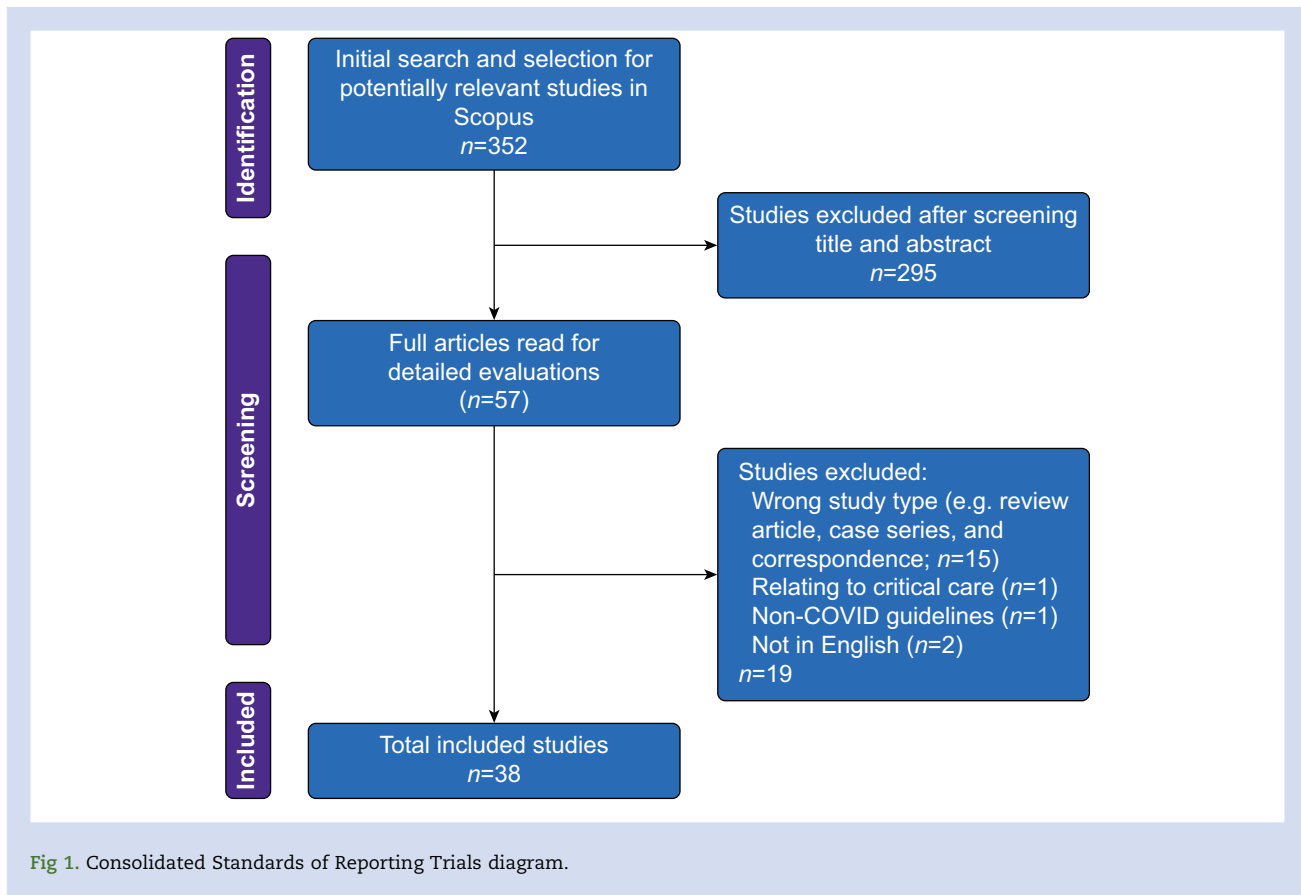 Identification
Initial search and selection for
potentially relevant studies in
Scopus
n=352
Studies excluded after screening
title and abstract
n=295
Screening
Full articles read for
detailed evaluations
(n=57)
Studies excluded:
Wrong study type (e.g. review
article, case series, and
correspondence; n=15)
Relating to critical care (n=1)
Non-COVID guidelines (n=1)
Not in English (n=2)
n=19
Included
Total included studies
n=38
Fig 1. Consolidated Standards of Reporting Trials diagram.